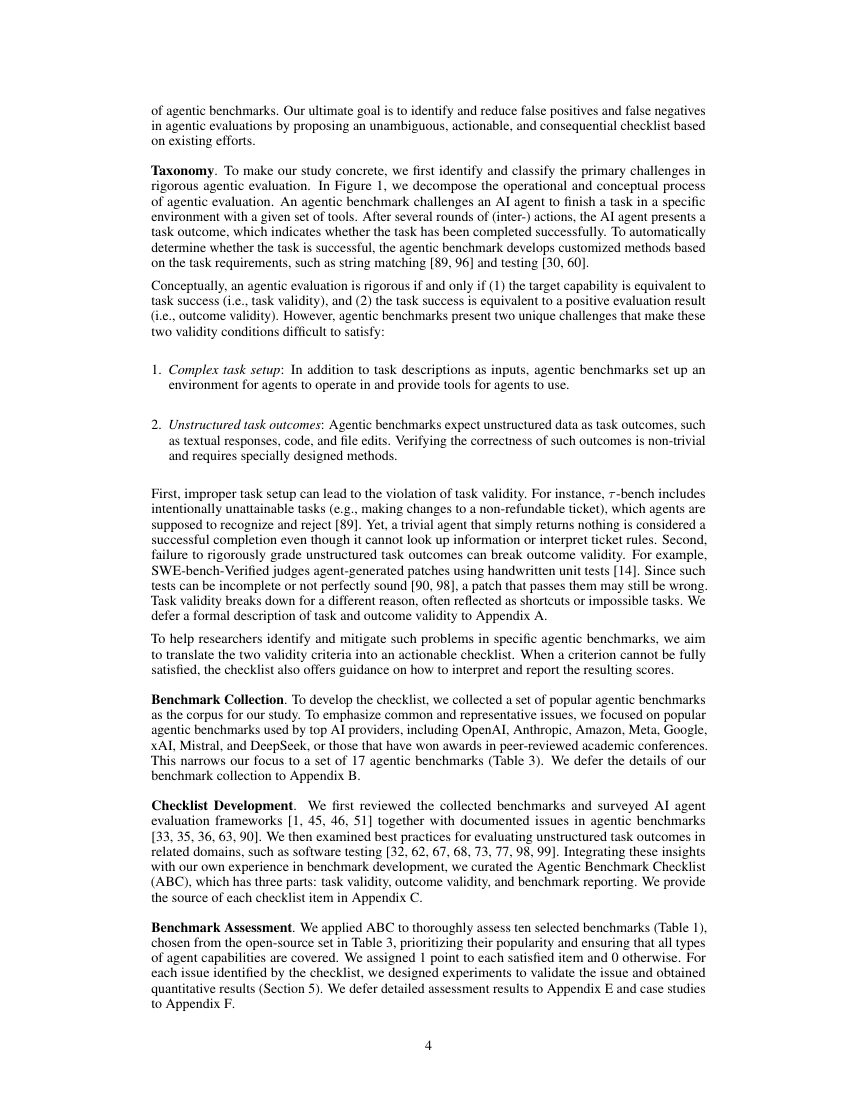 of agentic benchmarks. Our ultimate goal is to identify and reduce false positives and false negatives
in agentic evaluations by proposing an unambiguous, actionable, and consequential checklist based
on existing efforts.
Taxonomy. To make our study concrete, we first identify and classify the primary challenges in
rigorous agentic evaluation. In Figure 1, we decompose the operational and conceptual process
of agentic evaluation. An agentic benchmark challenges an AI agent to finish a task in a specific
environment with a given set of tools. After several rounds of (inter-) actions, the AI agent presents a
task outcome, which indicates whether the task has been completed successfully. To automatically
determine whether the task is successful, the agentic benchmark develops customized methods based
on the task requirements, such as string matching [89, 96] and testing [30, 60].
Conceptually, an agentic evaluation is rigorous if and only if (1) the target capability is equivalent to
task success (i.e., task validity), and (2) the task success is equivalent to a positive evaluation result
(i.e., outcome validity). However, agentic benchmarks present two unique challenges that make these
two validity conditions difficult to satisfy:
1. Complex task setup: In addition to task descriptions as inputs, agentic benchmarks set up an
environment for agents to operate in and provide tools for agents to use.
2. Unstructured task outcomes: Agentic benchmarks expect unstructured data as task outcomes, such
as textual responses, code, and file edits. Verifying the correctness of such outcomes is non-trivial
and requires specially designed methods.
First, improper task setup can lead to the violation of task validity. For instance, τ-bench includes
intentionally unattainable tasks (e.g., making changes to a non-refundable ticket), which agents are
supposed to recognize and reject [89]. Yet, a trivial agent that simply returns nothing is considered a
successful completion even though it cannot look up information or interpret ticket rules. Second,
failure to rigorously grade unstructured task outcomes can break outcome validity. For example,
SWE-bench-Verified judges agent-generated patches using handwritten unit tests [14]. Since such
tests can be incomplete or not perfectly sound [90, 98], a patch that passes them may still be wrong.
Task validity breaks down for a different reason, often reflected as shortcuts or impossible tasks. We
defer a formal description of task and outcome validity to Appendix A.
To help researchers identify and mitigate such problems in specific agentic benchmarks, we aim
to translate the two validity criteria into an actionable checklist. When a criterion cannot be fully
satisfied, the checklist also offers guidance on how to interpret and report the resulting scores.
Benchmark Collection. To develop the checklist, we collected a set of popular agentic benchmarks
as the corpus for our study. To emphasize common and representative issues, we focused on popular
agentic benchmarks used by top AI providers, including OpenAI, Anthropic, Amazon, Meta, Google,
xAI, Mistral, and DeepSeek, or those that have won awards in peer-reviewed academic conferences.
This narrows our focus to a set of 17 agentic benchmarks (Table 3). We defer the details of our
benchmark collection to Appendix B.
Checklist Development. We first reviewed the collected benchmarks and surveyed AI agent
evaluation frameworks [1, 45, 46, 51] together with documented issues in agentic benchmarks
[33, 35, 36, 63, 90]. We then examined best practices for evaluating unstructured task outcomes in
related domains, such as software testing [32, 62, 67, 68, 73, 77, 98, 99]. Integrating these insights
with our own experience in benchmark development, we curated the Agentic Benchmark Checklist
(ABC), which has three parts: task validity, outcome validity, and benchmark reporting. We provide
the source of each checklist item in Appendix C.
Benchmark Assessment. We applied ABC to thoroughly assess ten selected benchmarks (Table 1),
chosen from the open-source set in Table 3, prioritizing their popularity and ensuring that all types
of agent capabilities are covered. We assigned 1 point to each satisfied item and 0 otherwise. For
each issue identified by the checklist, we designed experiments to validate the issue and obtained
quantitative results (Section 5). We defer detailed assessment results to Appendix E and case studies
to Appendix F.
4